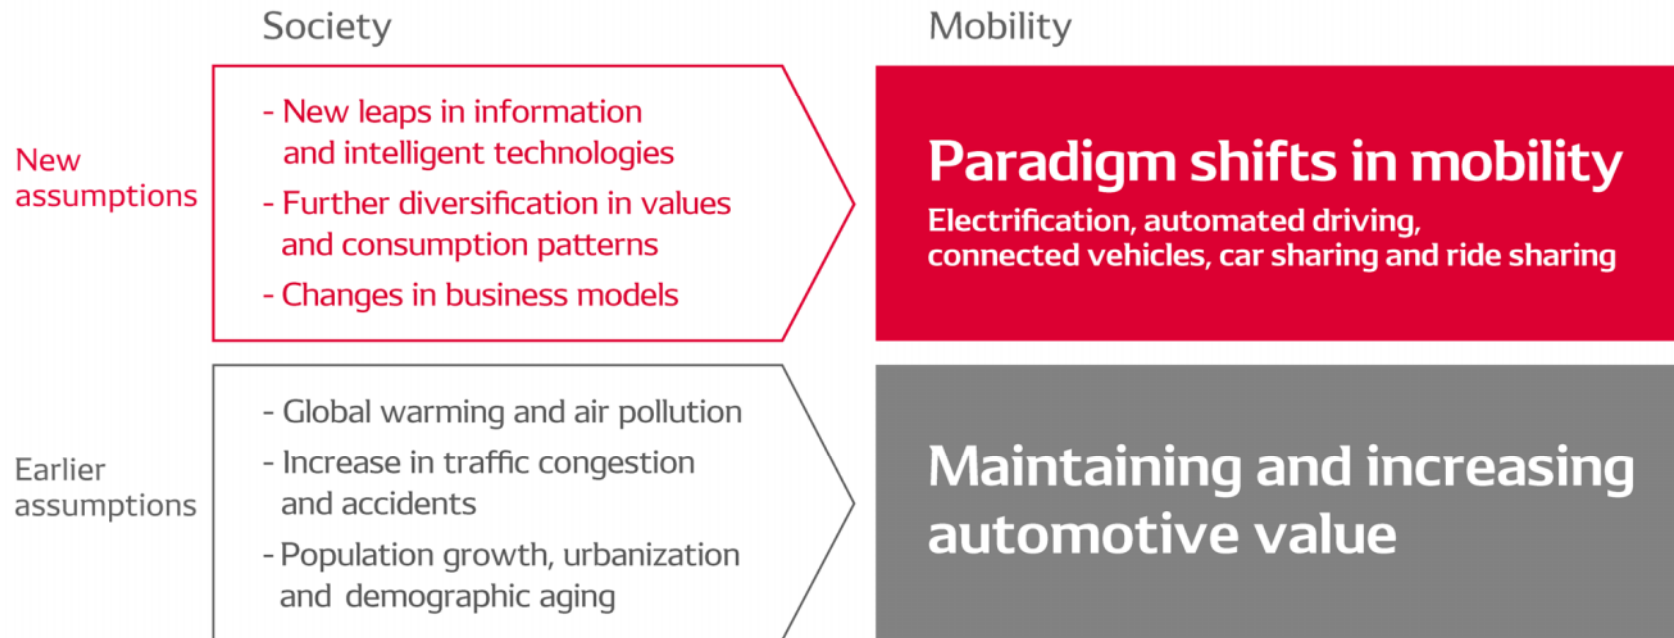 Society
Mobility
New
assumptions
- New leaps in information
and intelligent technologies
- Further diversification in values
and consumption patterns
- Changes in business models
Paradigm shifts in mobility
Electrification, automated driving,
connected vehicles, car sharing and ride sharing
Earlier
assumptions
- Global warming and air pollution
- Increase in traffic congestion
and accidents
- Population growth, urbanization
and demographic aging
Maintaining and increasing
automotive value